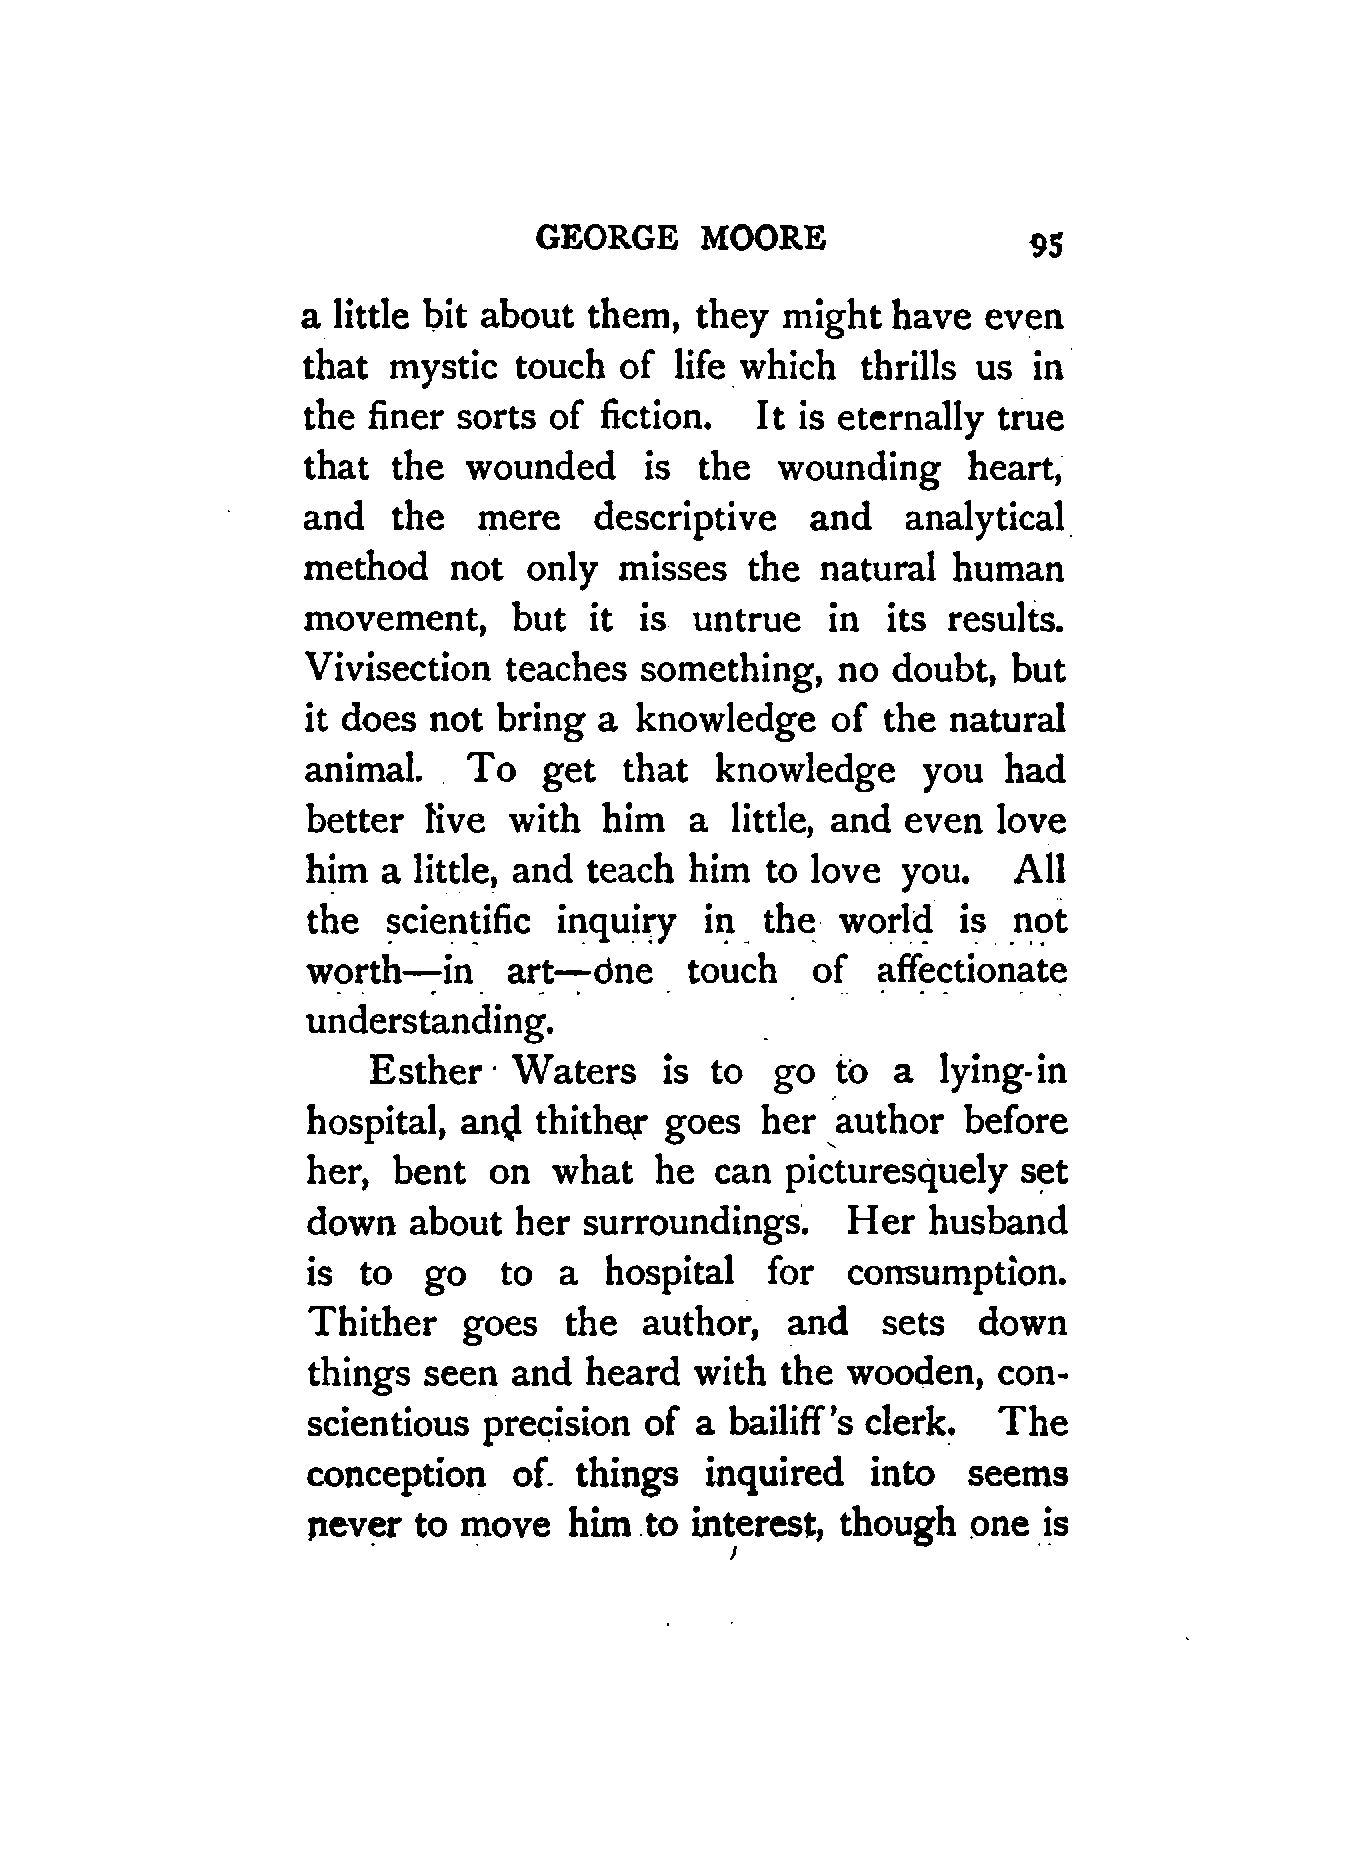 GEORGE MOORE 95
a little bit about them, they might have even
that mystic touch of life which thrills us in
the finer sorts of fiction. It is eternally true
that the wounded is the wounding heart,
and the mere descriptive and analytical
method not only misses the natural human
movement, but it is untrue in its results.
Vivisection teaches something, no doubt, but
it does not bring a knowledge of the natural
animal. To get that knowledge you had
better live with him a little, and even love
him a little, and teach him to love you. All
the scientific inquiry in the world is not
worth—in art—one touch of affectionate
understanding.
Esther Waters is to go to a lying-in
hospital, and thither goes her author before
her, bent on what he can picturesquely set
down about her surroundings. Her husband
is to go to a hospital for consumption.
Thither goes the author, and sets down
things seen and heard with the wooden, con-
scientious precision of a bailiff's clerk. The
conception of things inquired into seems
never to move him to interest, though one is